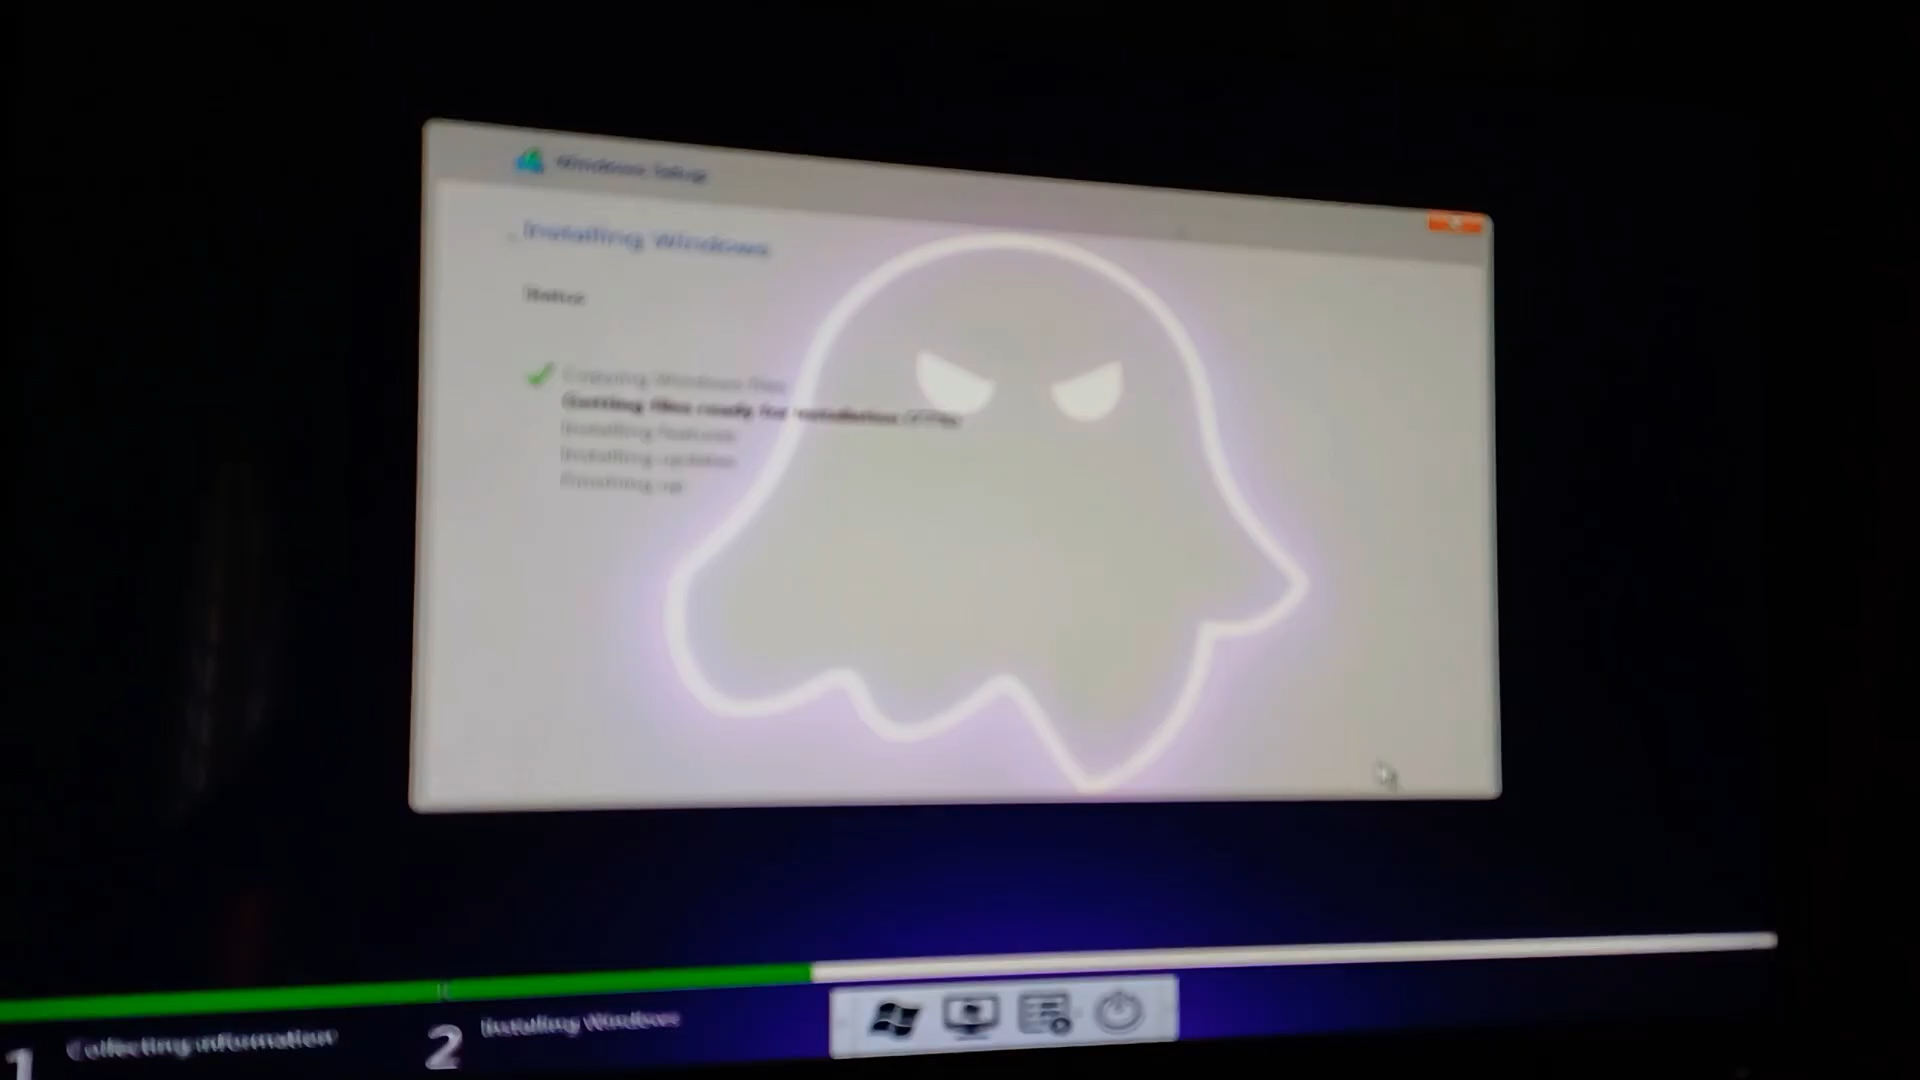 Windows Setup
Installing Windows
Status
Copying Windows files
Getting files ready for installation
Installing features
Installing updates
Finishing up
1 Collecting information
2 Installing Windows